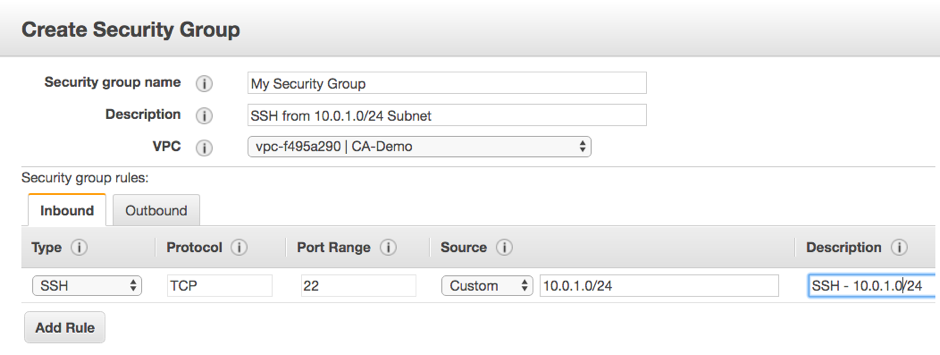 Create Security Group
Security group name i My Security Group
Description i SSH from 10.0.1.0/24 Subnet
VPC i vpc-f495a290 | CA-Demo
Security group rules:
Inbound Outbound
Type i Protocol i Port Range i Source i Description i
SSH TCP 22 Custom 10.0.1.0/24 SSH - 10.0.1.0/24
Add Rule